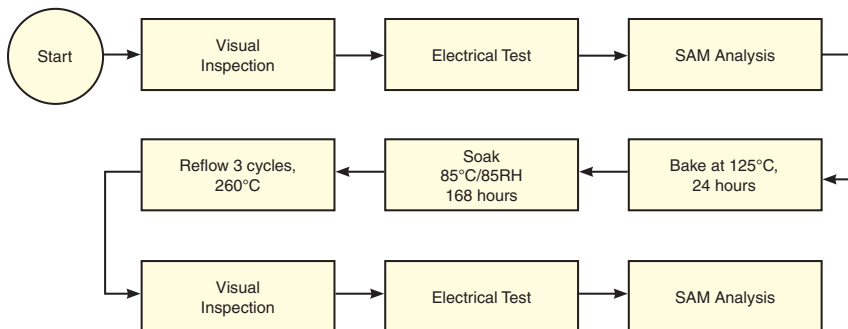 Start
Visual
Inspection
Electrical Test
SAM Analysis
Bake at 125°C,
24 hours
Soak
85°C/85RH
168 hours
Reflow 3 cycles,
260°C
Visual
Inspection
Electrical Test
SAM Analysis